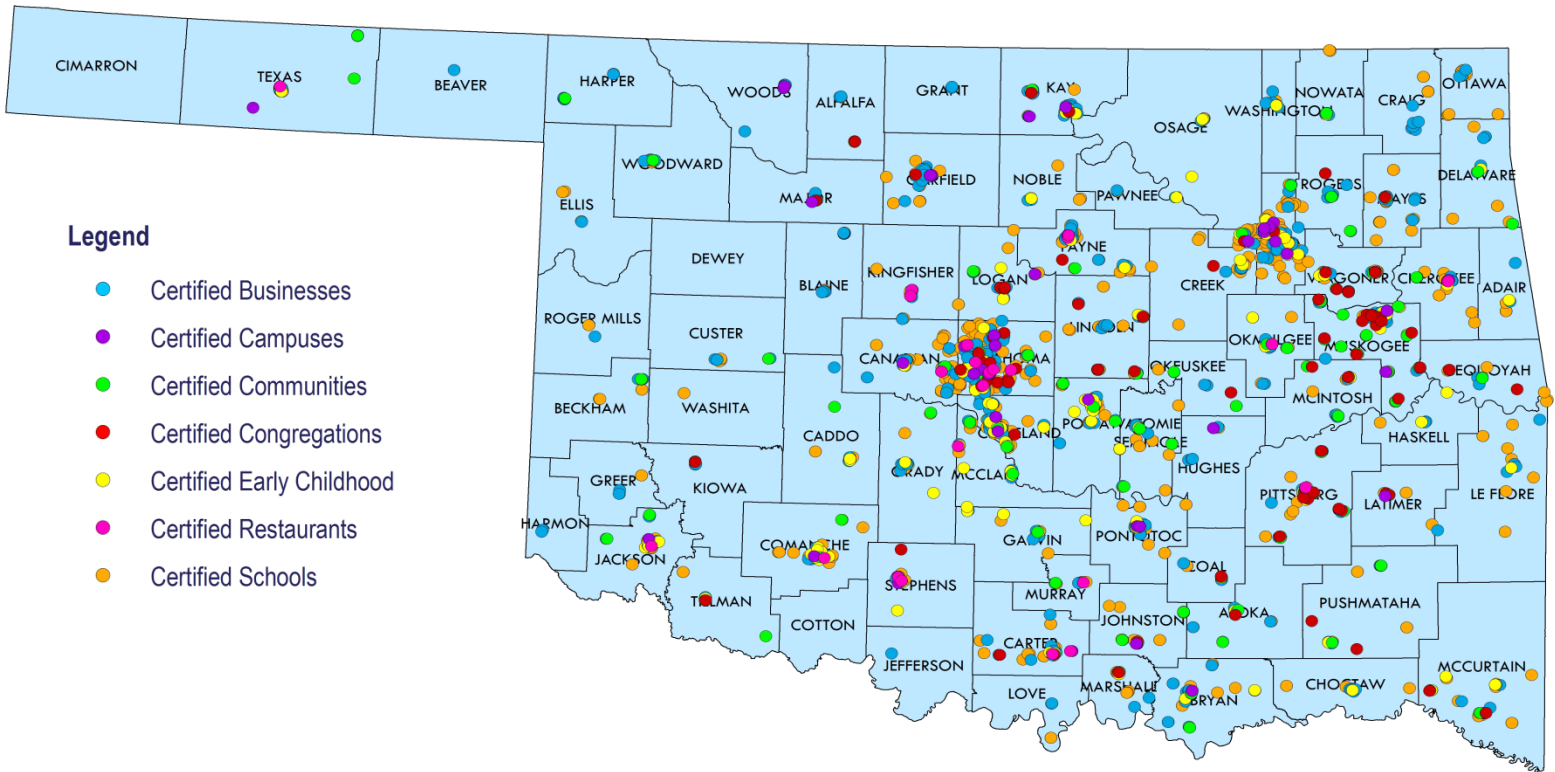 CIMARRON
TEXAS
BEAVER
HARPER
WOODS
ALFALFA
GRANT
KAY
OSAGE
WASHINGTON
NOWATA
CRAIG
OTTAWA
WOODWARD
MAJOR
GARFIELD
NOBLE
PAWNEE
ROGERS
MAYES
DELAWARE
ELLIS
Legend
Certified Businesses
Certified Campuses
Certified Communities
Certified Congregations
Certified Early Childhood
Certified Restaurants
Certified Schools
DEWEY
BLAINE
KINGFISHER
LOGAN
PAYNE
CREEK
WAGONER
CHEROKEE
ADAIR
ROGER MILLS
CUSTER
CANADIAN
OKLAHOMA
LINCOLN
OKMULGEE
MUSKOGEE
OKFUSKEE
SEQUOYAH
BECKHAM
WASHITA
CADDO
GRADY
MCCLAIN
CLEVELAND
POTTAWATOMIE
SEMINOLE
HUGHES
MCINTOSH
HASKELL
GREER
KIOWA
PITTSBURG
LATIMER
LE FLORE
HARMON
JACKSON
COMANCHE
GARVIN
PONTOTOC
COAL
TILLMAN
COTTON
STEPHENS
MURRAY
JOHNSTON
ATOKA
PUSHMATAHA
JEFFERSON
CARTER
LOVE
MARSHALL
BRYAN
CHOCTAW
MCCURTAIN